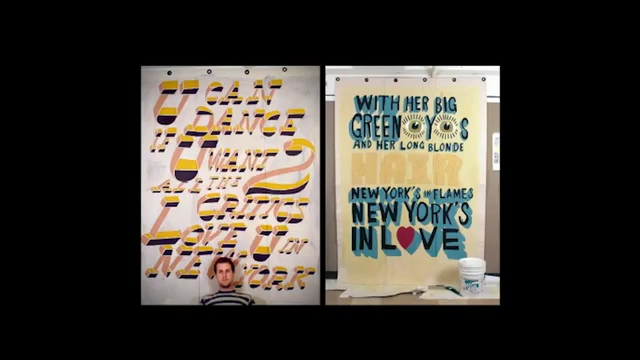 U CAN
DANCE
IF U WANT 2
ALL THE
CRITICS
LOVE U IN
NEW YORK
WITH HER BIG
GREEN EYES
AND HER LONG BLONDE
HAIR
NEW YORK'S IN FLAMES
NEW YORK'S
IN LOVE